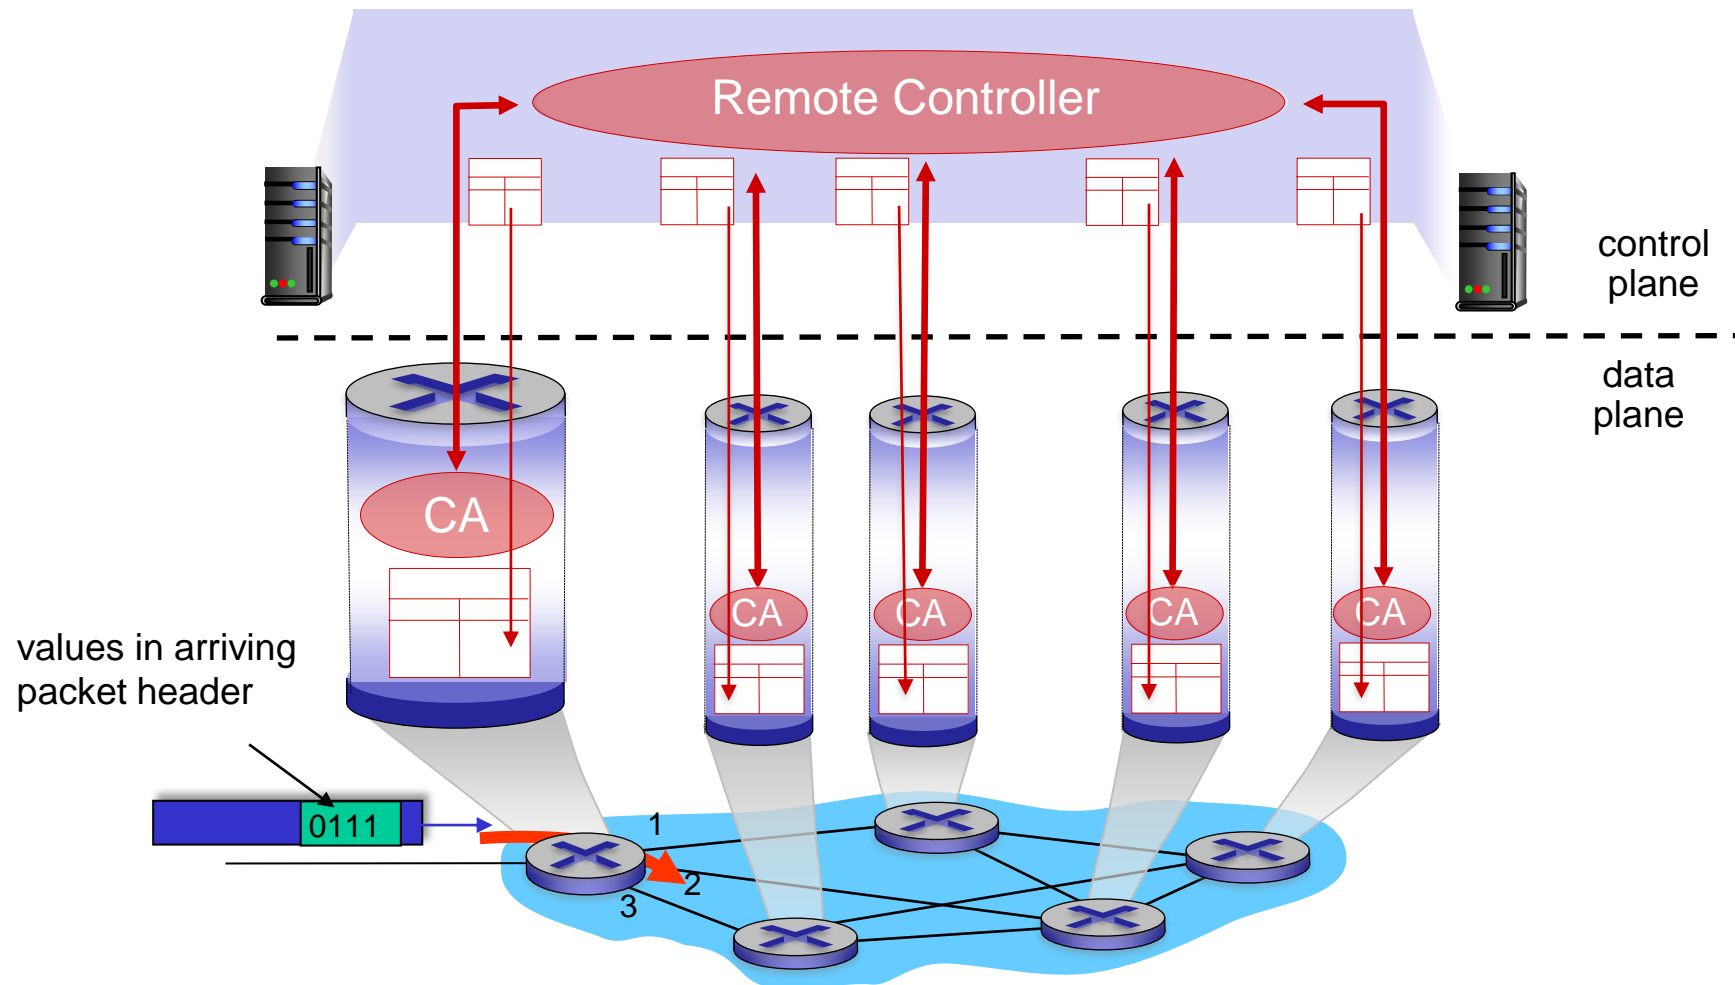 Remote Controller
control
plane
data
plane
CA
CA
CA
CA
CA
values in arriving
packet header
0111
1
2
3